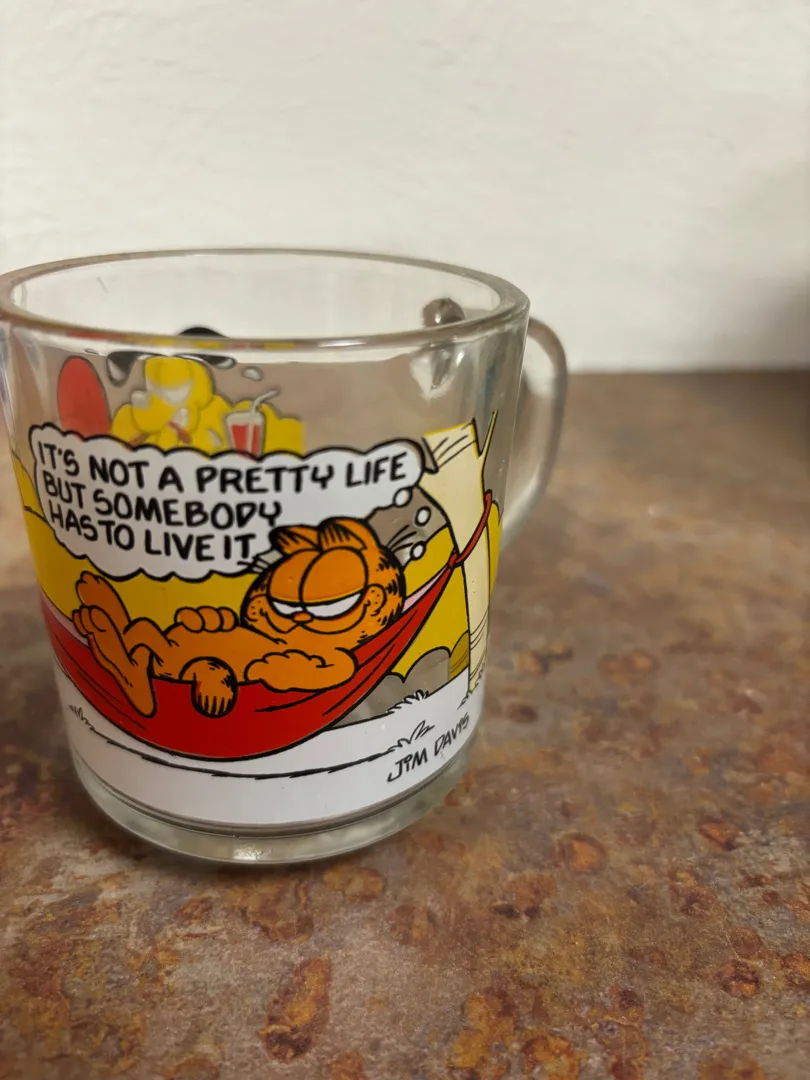 IT'S NOT A PRETTY LIFE
BUT SOMEBODY
HAS TO LIVE IT
JIM DAVIS